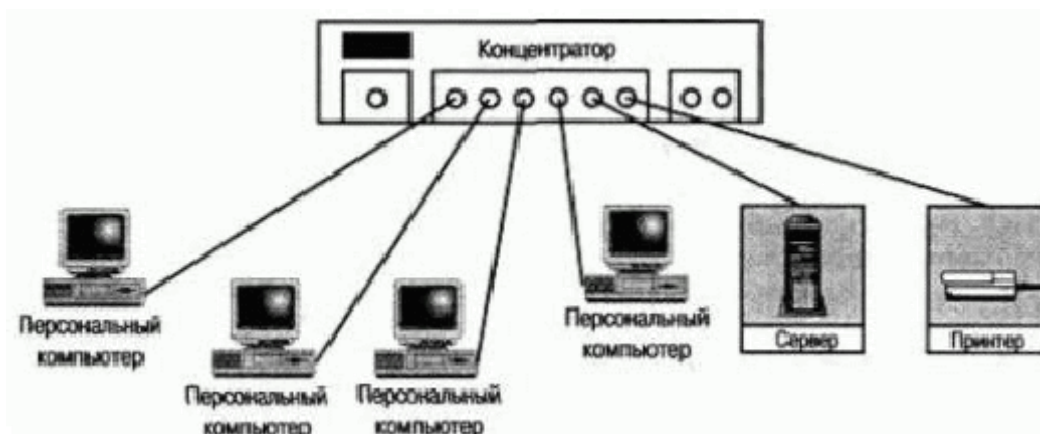 Концентратор
Персональный
компьютер
Персональный
компьютер
Персональный
компьютер
Персональный
компьютер
Сервер
Принтер